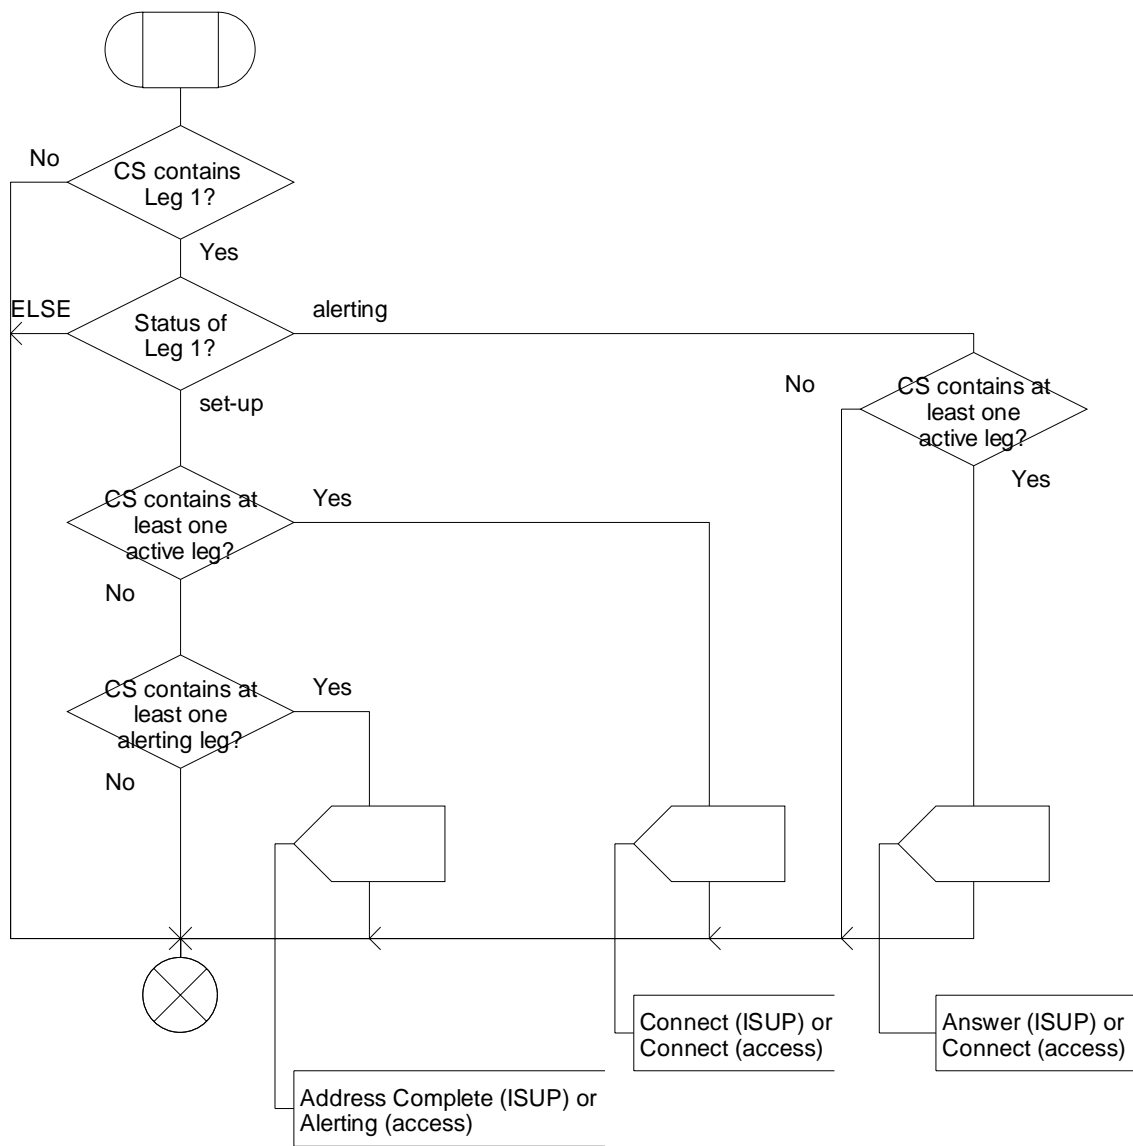 No
CS contains
Leg 1?
Yes
ELSE
Status of
Leg 1?
alerting
set-up
No
CS contains at
least one
active leg?
Yes
CS contains at
least one
active leg?
Yes
No
CS contains at
least one
alerting leg?
Yes
No
Connect (ISUP) or
Connect (access)
Answer (ISUP) or
Connect (access)
Address Complete (ISUP) or
Alerting (access)